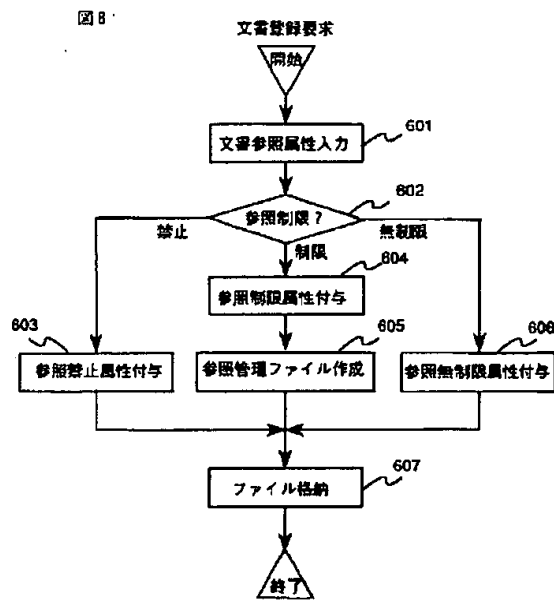 図8
文書登録要求
開始
文書参照属性入力
601
参照制限?
602
禁止
制限
無制限
604
参照制限属性付与
603
605
606
参照禁止属性付与
参照管理ファイル作成
参照無制限属性付与
607
ファイル格納
終了